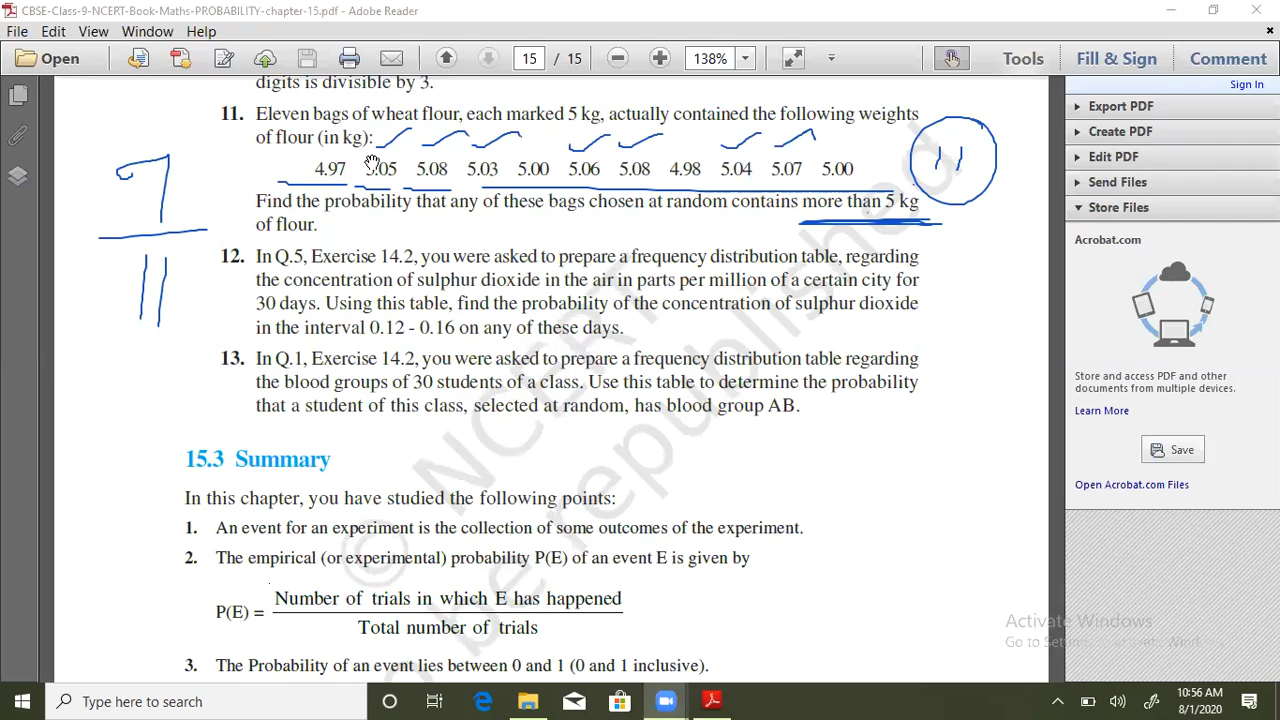 CBSE-Class-9-NCERT-Book-Maths-PROBABILITY-chapter-15.pdf - Adobe Reader
File Edit View Window Help
Open 15 / 15 138% Tools Fill & Sign Comment
Sign In
digits is divisible by 3.
11. Eleven bags of wheat flour, each marked 5 kg, actually contained the following weights
of flour (in kg):
4.97 5.05 5.08 5.03 5.00 5.06 5.08 4.98 5.04 5.07 5.00
11
Find the probability that any of these bags chosen at random contains more than 5 kg
of flour.
7
11
12. In Q.5, Exercise 14.2, you were asked to prepare a frequency distribution table, regarding
the concentration of sulphur dioxide in the air in parts per million of a certain city for
30 days. Using this table, find the probability of the concentration of sulphur dioxide
in the interval 0.12 - 0.16 on any of these days.
13. In Q.1, Exercise 14.2, you were asked to prepare a frequency distribution table regarding
the blood groups of 30 students of a class. Use this table to determine the probability
that a student of this class, selected at random, has blood group AB.
15.3 Summary
In this chapter, you have studied the following points:
1. An event for an experiment is the collection of some outcomes of the experiment.
2. The empirical (or experimental) probability P(E) of an event E is given by
P(E) = Number of trials in which E has happened
Total number of trials
3. The Probability of an event lies between 0 and 1 (0 and 1 inclusive).
© NCERT
to be republished
Export PDF
Create PDF
Edit PDF
Send Files
Store Files
Acrobat.com
Store and access PDF and other
documents from multiple devices.
Learn More
Save
Open Acrobat.com Files
Activate Windows
Type here to search
10:56 AM
8/1/2020